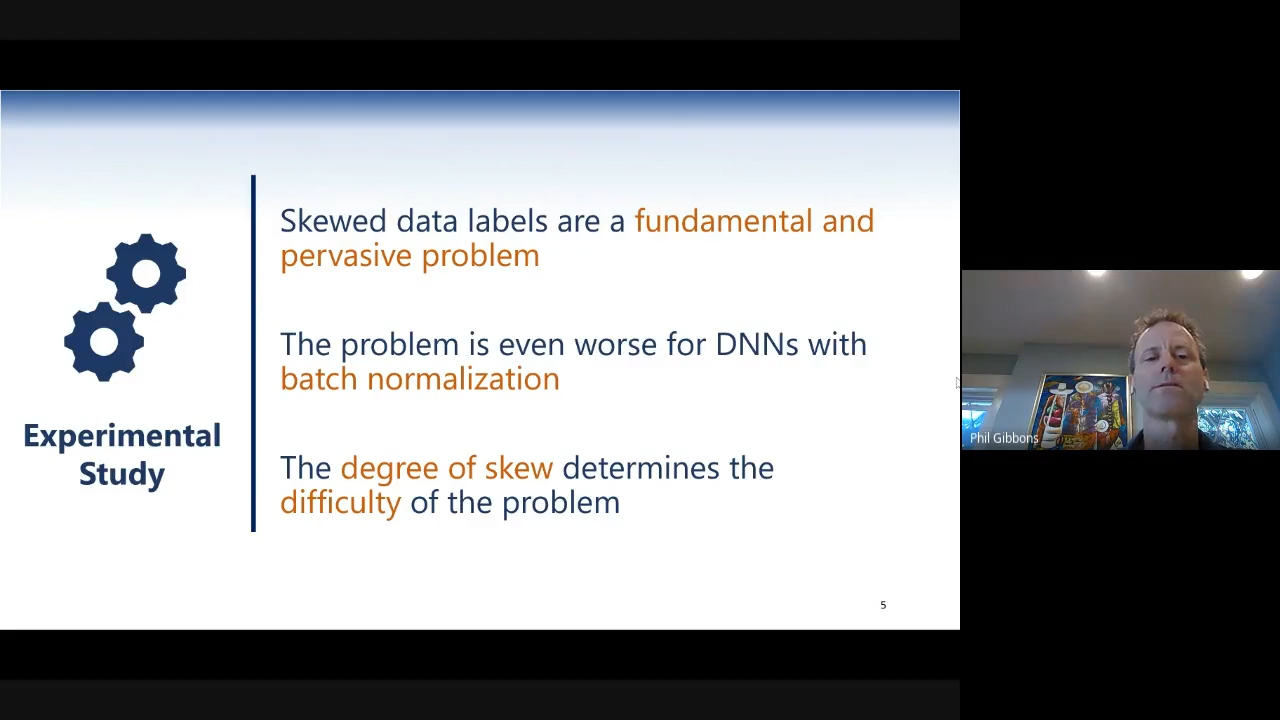 Skewed data labels are a fundamental and
pervasive problem
The problem is even worse for DNNs with
batch normalization
Experimental
Study
The degree of skew determines the
difficulty of the problem
5
Phil Gibbons